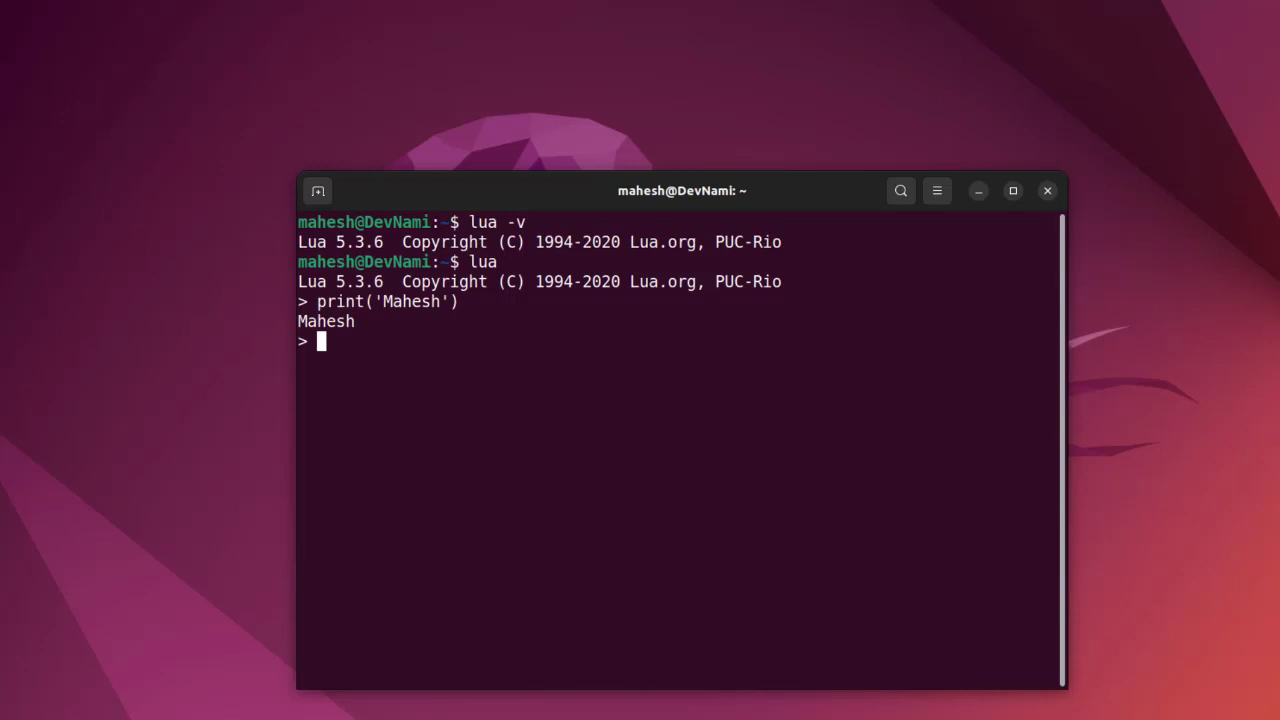 mahesh@DevNami: ~
mahesh@DevNami:~$ lua -v
Lua 5.3.6  Copyright (C) 1994-2020 Lua.org, PUC-Rio
mahesh@DevNami:~$ lua
Lua 5.3.6  Copyright (C) 1994-2020 Lua.org, PUC-Rio
> print('Mahesh')
Mahesh
>